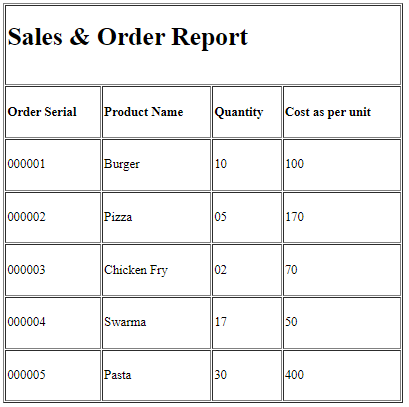 Sales & Order Report
Order Serial Product Name Quantity Cost as per unit
000001 Burger 10 100
000002 Pizza 05 170
000003 Chicken Fry 02 70
000004 Swarma 17 50
000005 Pasta 30 400